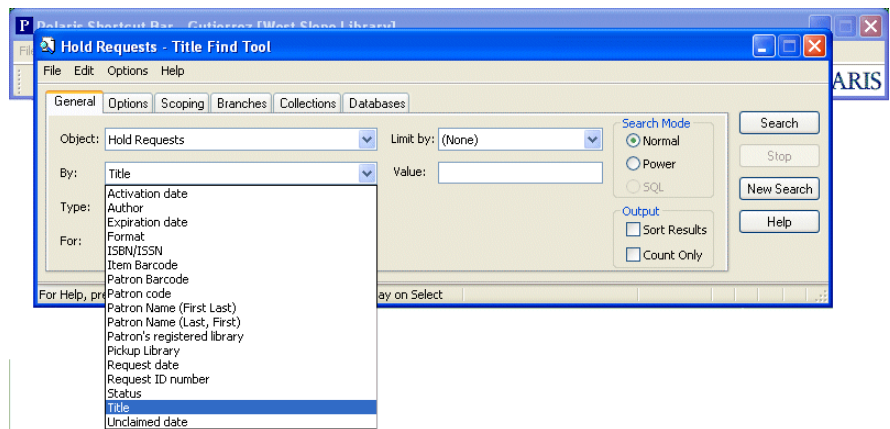 Polaris Shortcut Bar - Gutierrez [West Slope Library]
Hold Requests - Title Find Tool
File Edit Options Help
ARIS
General Options Scoping Branches Collections Databases
Object: Hold Requests Limit by: (None)
By: Title Value:
Type:
For:
Activation date
Author
Expiration date
Format
ISBN/ISSN
Item Barcode
Patron Barcode
Patron code
Patron Name (First Last)
Patron Name (Last, First)
Patron's registered library
Pickup Library
Request date
Request ID number
Status
Title
Unclaimed date
Search Mode
Normal
Power
SQL
Output
Sort Results
Count Only
Search
Stop
New Search
Help
For Help, pre
ay on Select